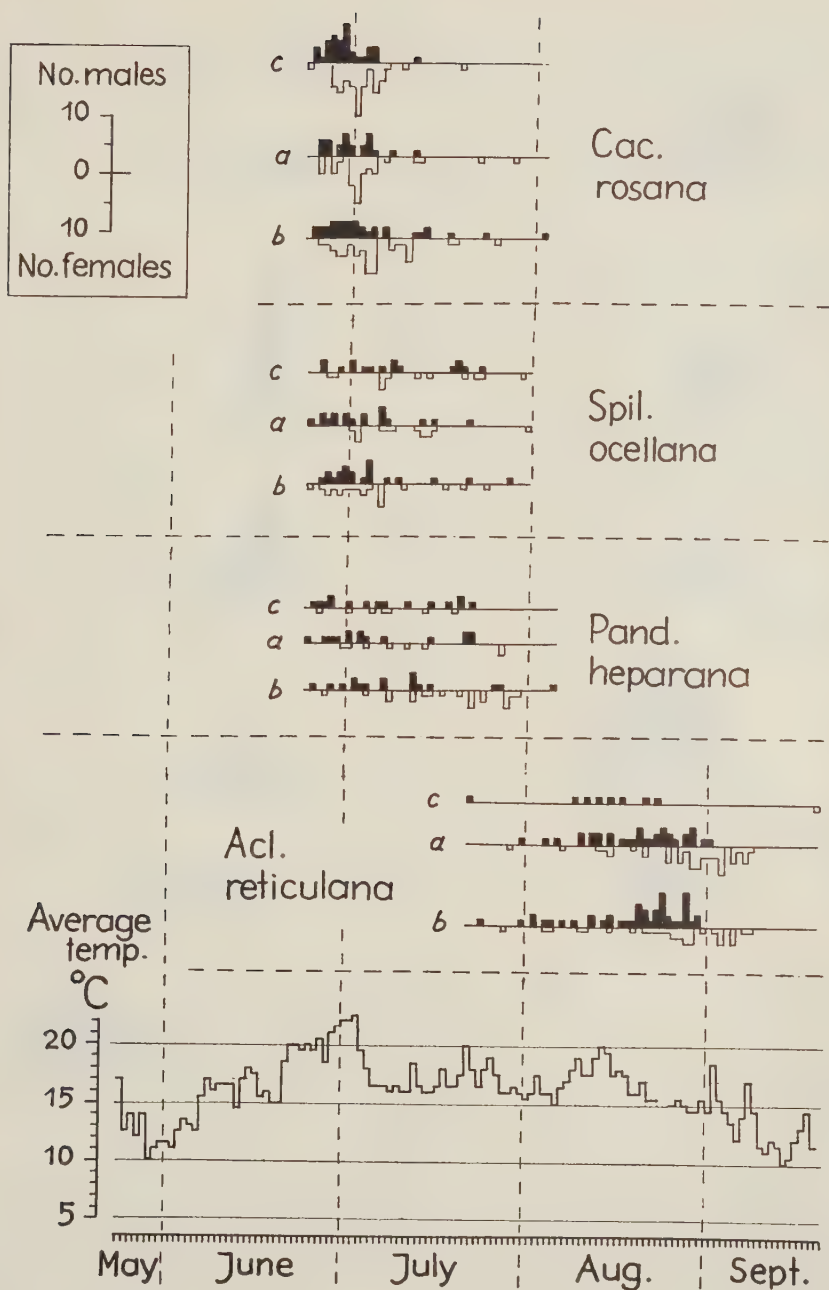 No. males
10
0
10
No. females
c
a
b
Cac.
rosana
c
a
b
Spil.
ocellana
c
a
b
Pand.
heparana
c
a
b
Acl.
reticulana
Average
temp.
°C
20
15
10
5
May
June
July
Aug.
Sept.